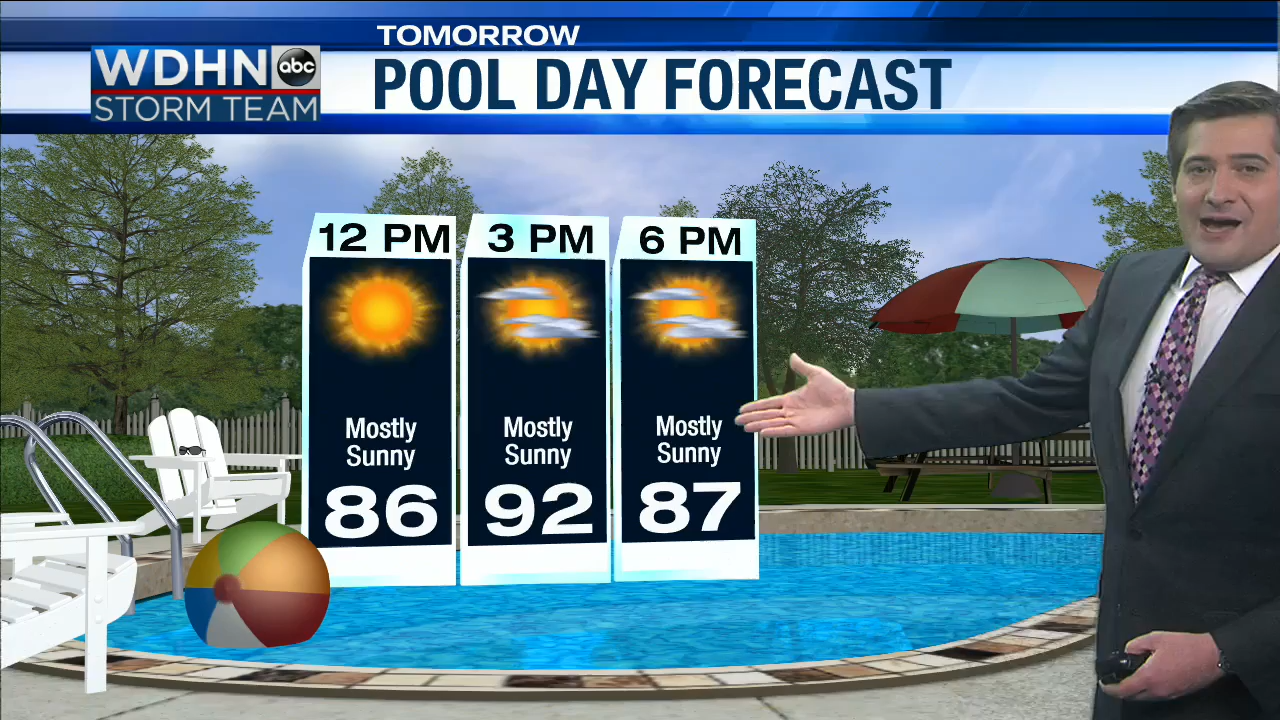 TOMORROW
WDHN abc
STORM TEAM
POOL DAY FORECAST
12 PM
Mostly
Sunny
86
3 PM
Mostly
Sunny
92
6 PM
Mostly
Sunny
87